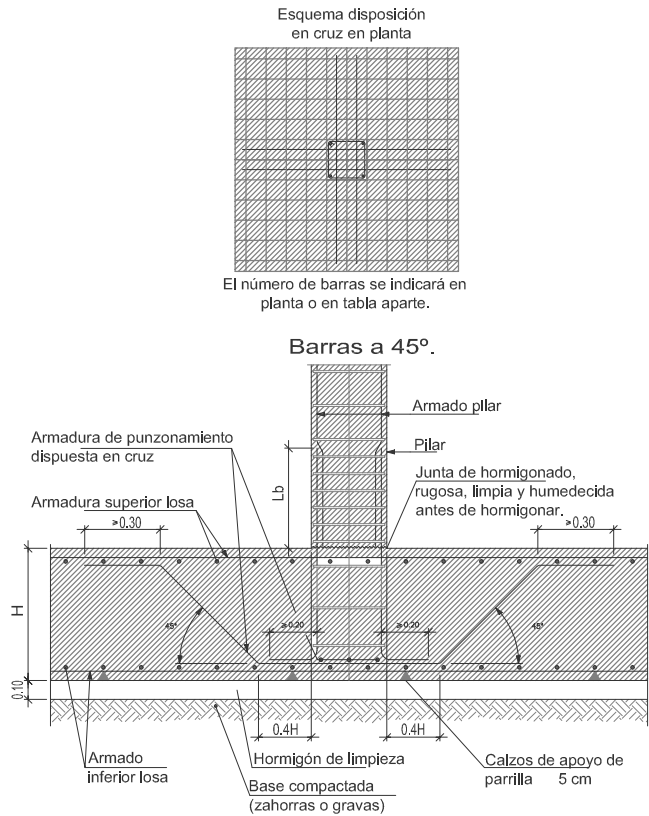 Esquema disposición
en cruz en planta
El número de barras se indicará en
planta o en tabla aparte.
Barras a 45º.
Armado pilar
Armadura de punzonamiento
dispuesta en cruz
Pilar
Lb
Junta de hormigonado,
rugosa, limpia y humedecida
antes de hormigonar.
Armadura superior losa
≥0.30
≥0.30
H
45º
≥0.20
≥0.20
45º
0.10
0.4H
0.4H
Armado
inferior losa
Hormigón de limpieza
Calzos de apoyo de
parrilla 5 cm
Base compactada
(zahorras o gravas)